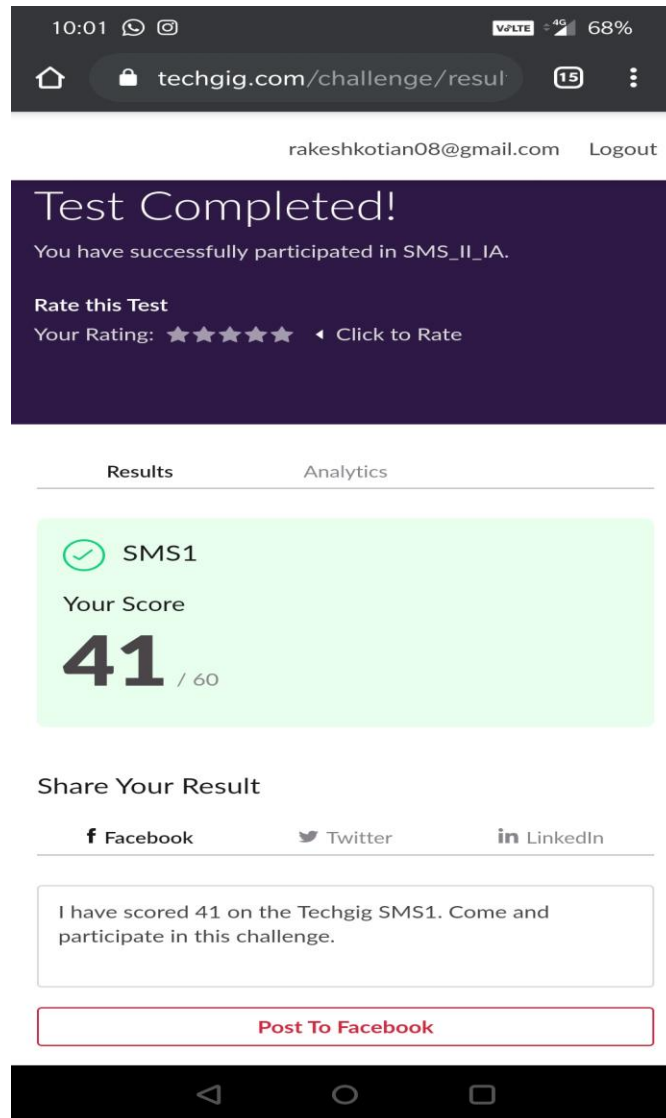 10:01 VoLTE 4G 68%
techgig.com/challenge/resul 15
rakeshkotian08@gmail.com Logout
Test Completed!
You have successfully participated in SMS_II_IA.
Rate this Test
Your Rating: Click to Rate
Results Analytics
SMS1
Your Score
41 / 60
Share Your Result
f Facebook Twitter in LinkedIn
I have scored 41 on the Techgig SMS1. Come and
participate in this challenge.
Post To Facebook